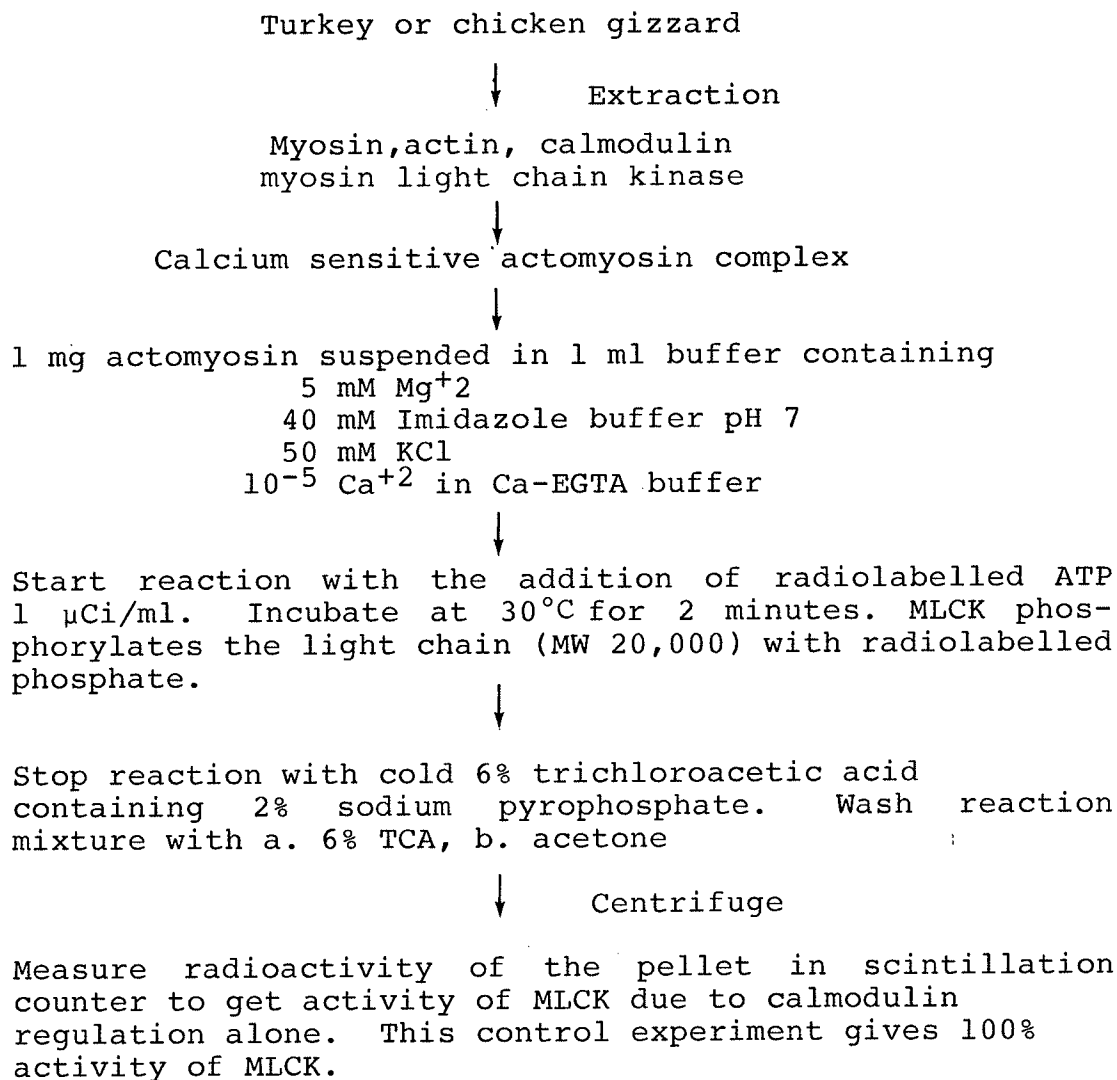 Turkey or chicken gizzard
Extraction
Myosin,actin, calmodulin
myosin light chain kinase
Calcium sensitive actomyosin complex
1 mg actomyosin suspended in 1 ml buffer containing
5 mM Mg+2
40 mM Imidazole buffer pH 7
50 mM KCl
10-5 Ca+2 in Ca-EGTA buffer
Start reaction with the addition of radiolabelled ATP
1 μCi/ml. Incubate at 30°C for 2 minutes. MLCK phos-
phorylates the light chain (MW 20,000) with radiolabelled
phosphate.
Stop reaction with cold 6% trichloroacetic acid
containing 2% sodium pyrophosphate. Wash reaction
mixture with a. 6% TCA, b. acetone
Centrifuge
Measure radioactivity of the pellet in scintillation
counter to get activity of MLCK due to calmodulin
regulation alone. This control experiment gives 100%
activity of MLCK.